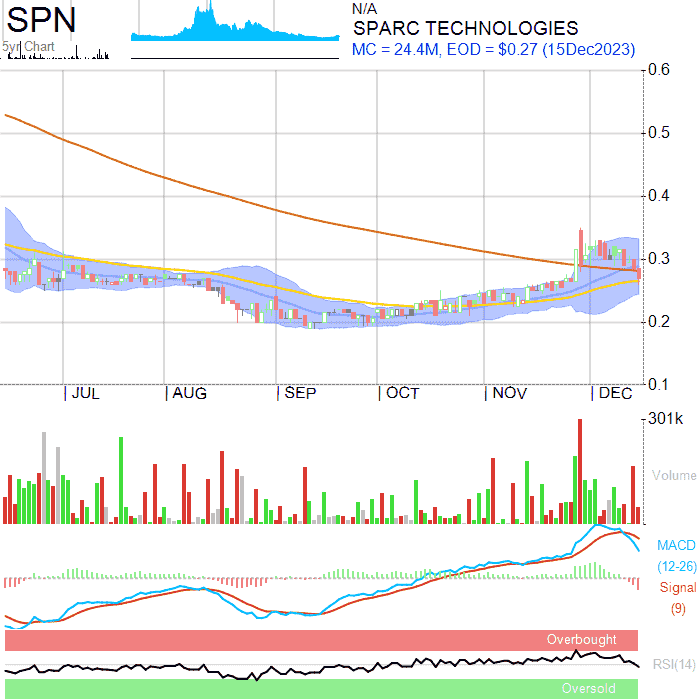 SPN
5yr Chart
N/A
SPARC TECHNOLOGIES
MC = 24.4M, EOD = $0.27 (15Dec2023)
0.6
0.5
0.4
0.3
0.2
0.1
JUL
AUG
SEP
OCT
NOV
DEC
301k
Volume
MACD
(12-26)
Signal
(9)
Overbought
RSI(14)
Oversold